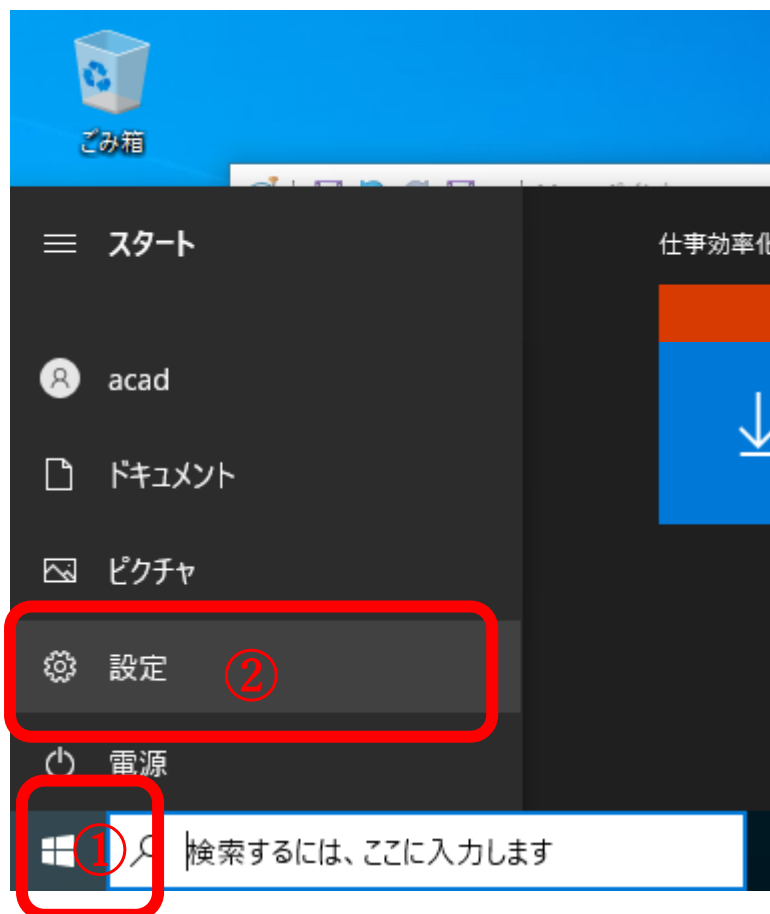 ごみ箱
スタート
仕事効率化
acad
ドキュメント
ピクチャ
設定 ②
電源
① 検索するには、ここに入力します